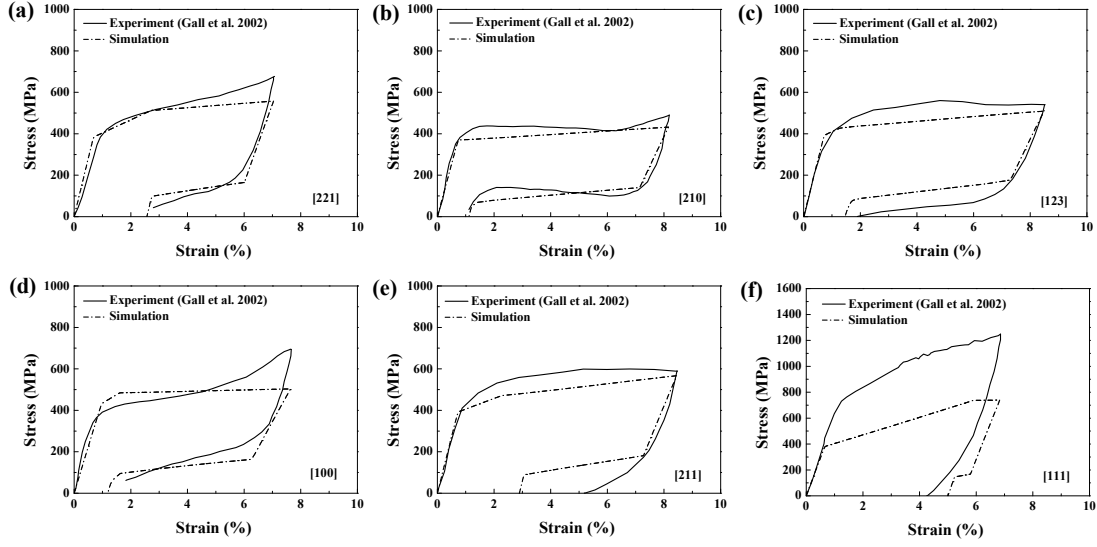 (a)
1000
800
600
400
200
0
0 2 4 6 8 10
Stress (MPa)
Strain (%)
Experiment (Gall et al. 2002)
Simulation
[221]
(b)
1000
800
600
400
200
0
0 2 4 6 8 10
Stress (MPa)
Strain (%)
Experiment (Gall et al. 2002)
Simulation
[210]
(c)
1000
800
600
400
200
0
0 2 4 6 8 10
Stress (MPa)
Strain (%)
Experiment (Gall et al. 2002)
Simulation
[123]
(d)
1000
800
600
400
200
0
0 2 4 6 8 10
Stress (MPa)
Strain (%)
Experiment (Gall et al. 2002)
Simulation
[100]
(e)
1000
800
600
400
200
0
0 2 4 6 8 10
Stress (MPa)
Strain (%)
Experiment (Gall et al. 2002)
Simulation
[211]
(f)
1600
1400
1200
1000
800
600
400
200
0
0 2 4 6 8 10
Stress (MPa)
Strain (%)
Experiment (Gall et al. 2002)
Simulation
[111]